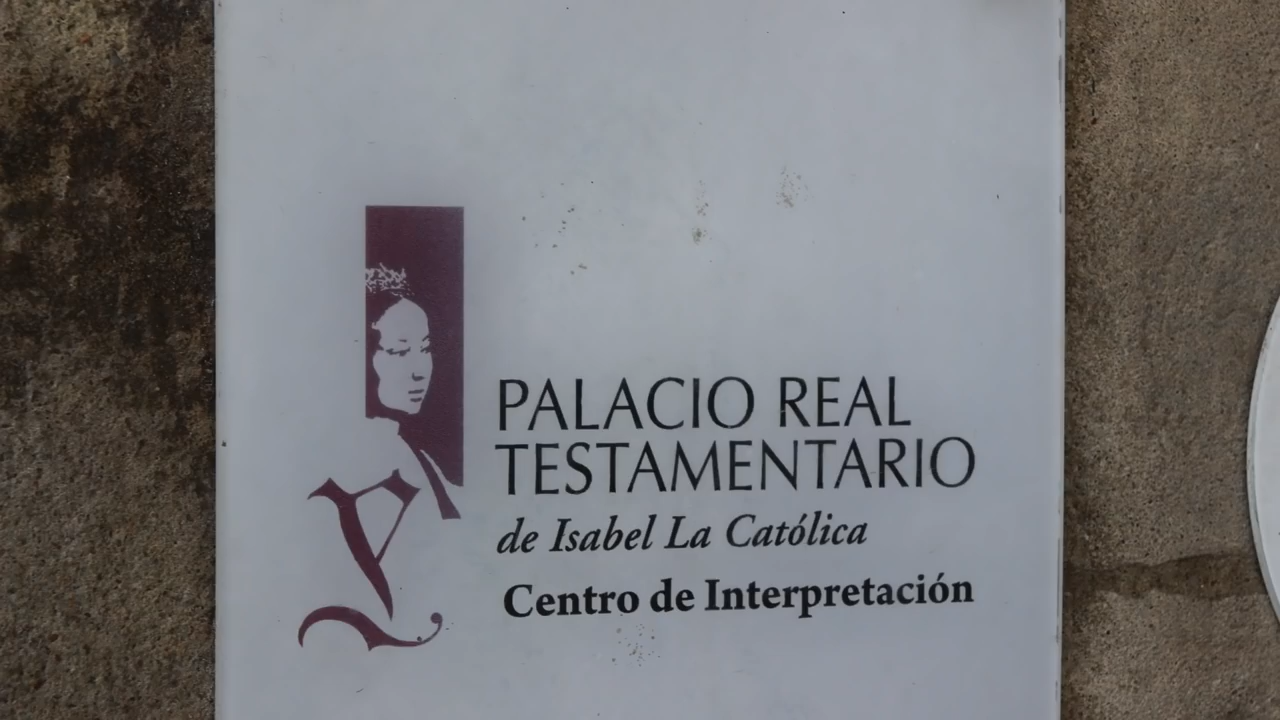 PALACIO REAL
TESTAMENTARIO
de Isabel La Católica
Centro de Interpretación